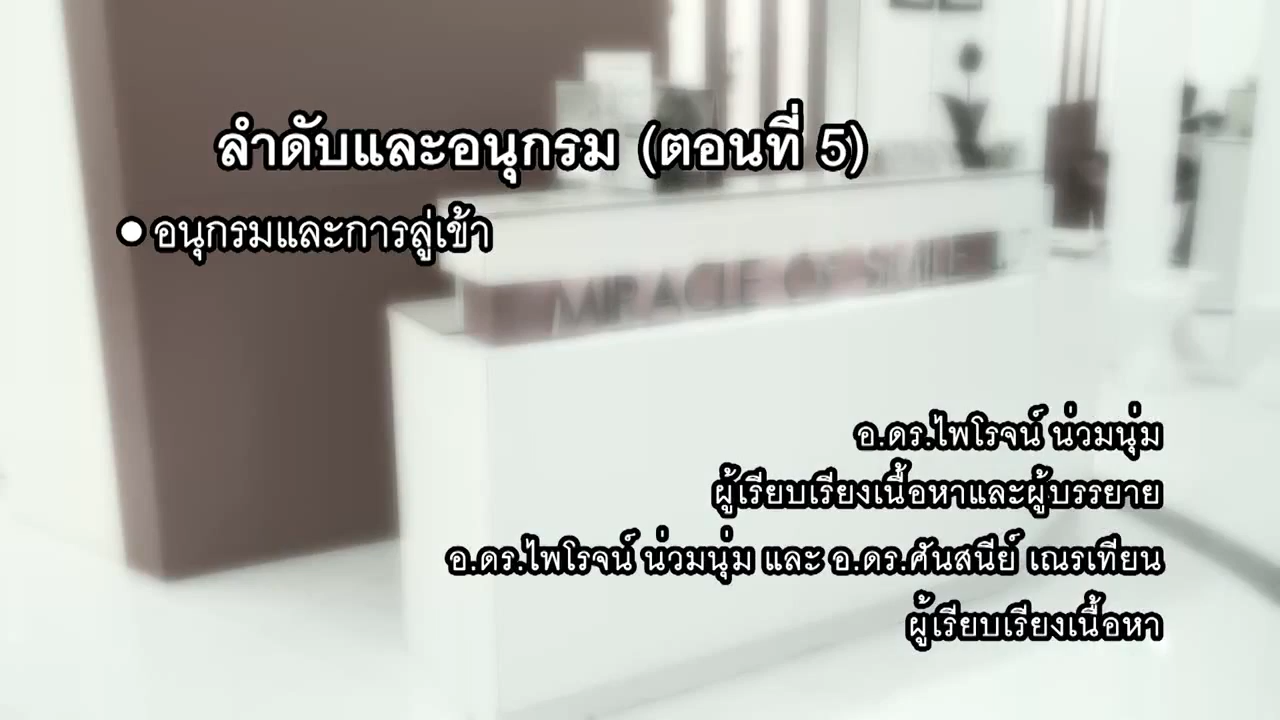 ลำดับและอนุกรม (ตอนที่ 5)
• อนุกรมและการลู่เข้า
MIRACLE OF SMILE
อ.ดร.ไพโรจน์ น่วมนุ่ม
ผู้เรียบเรียงเนื้อหาและผู้บรรยาย
อ.ดร.ไพโรจน์ น่วมนุ่ม และ อ.ดร.ศันสนีย์ เณรเทียน
ผู้เรียบเรียงเนื้อหา